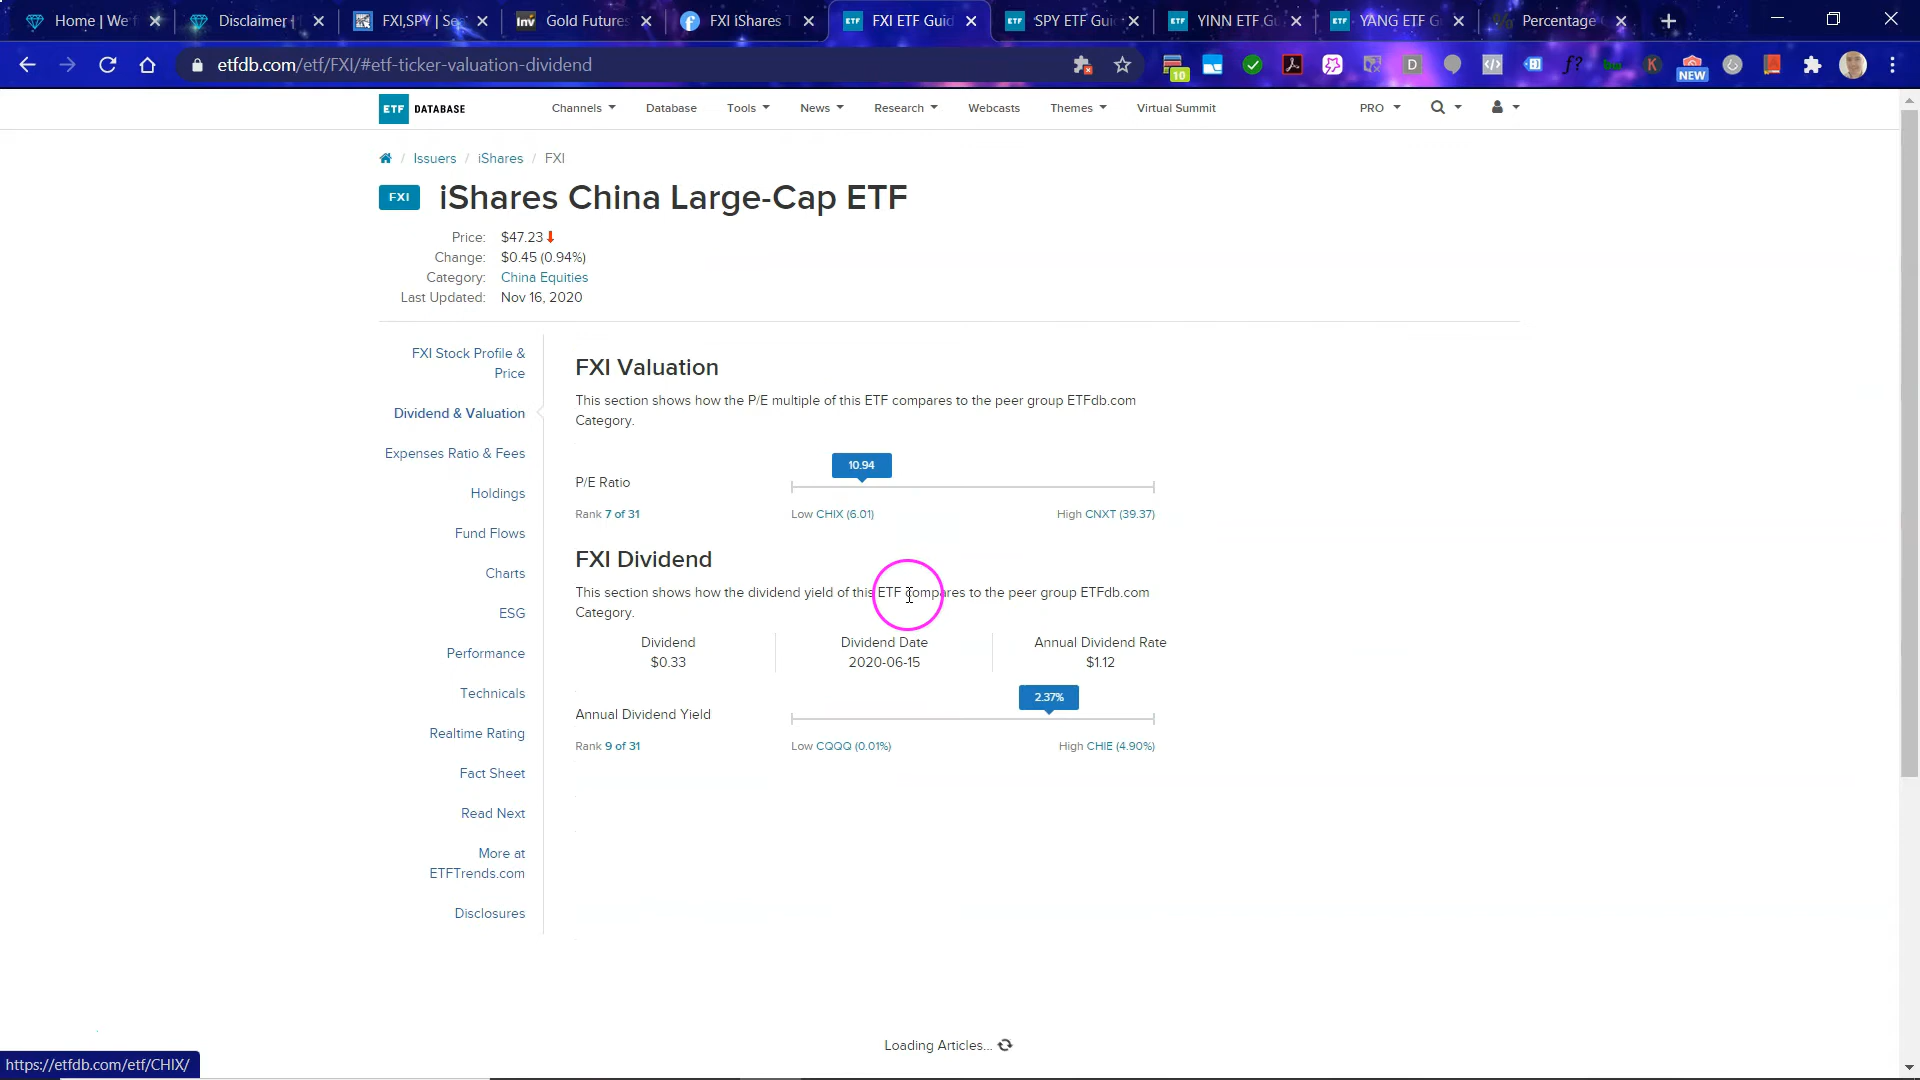 Home | We
Disclaimer |
FXI,SPY | Se
Inv Gold Futures
FXI iShares T
ETF FXI ETF Guid
ETF SPY ETF Gui
ETF YINN ETF G
ETF YANG ETF G
Percentage
etfdb.com/etf/FXI/#etf-ticker-valuation-dividend
10
D
f?
K
NEW
ETF DATABASE
Channels
Database
Tools
News
Research
Webcasts
Themes
Virtual Summit
PRO
/ Issuers / iShares / FXI
FXI iShares China Large-Cap ETF
Price: $47.23
Change: $0.45 (0.94%)
Category: China Equities
Last Updated: Nov 16, 2020
FXI Stock Profile &
Price
Dividend & Valuation
Expenses Ratio & Fees
Holdings
Fund Flows
Charts
ESG
Performance
Technicals
Realtime Rating
Fact Sheet
Read Next
More at
ETFTrends.com
Disclosures
FXI Valuation
This section shows how the P/E multiple of this ETF compares to the peer group ETFdb.com
Category.
10.94
P/E Ratio
Rank 7 of 31 Low CHIX (6.01) High CNXT (39.37)
FXI Dividend
This section shows how the dividend yield of this ETF compares to the peer group ETFdb.com
Category.
Dividend Dividend Date Annual Dividend Rate
$0.33 2020-06-15 $1.12
2.37%
Annual Dividend Yield
Rank 9 of 31 Low CQQQ (0.01%) High CHIE (4.90%)
Loading Articles...
https://etfdb.com/etf/CHIX/